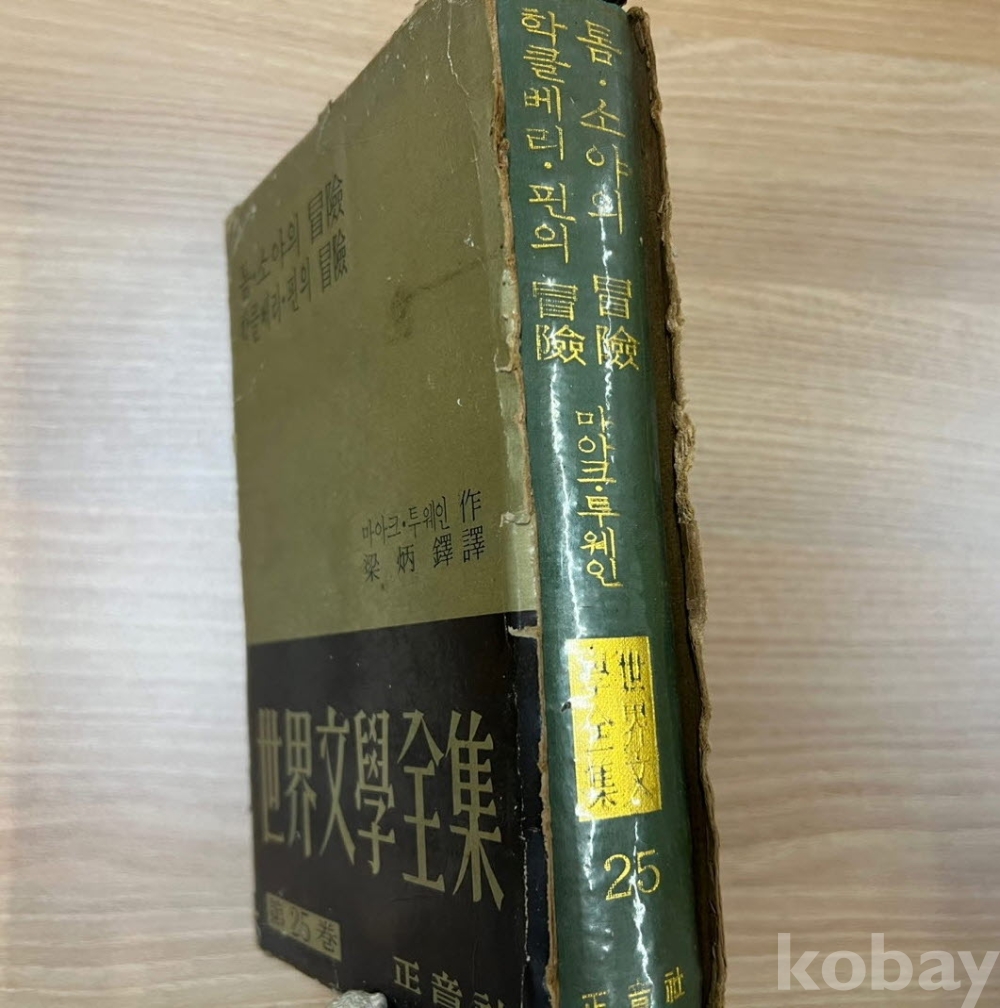 톰·소야의 冒險
학클베리·핀의 冒險
마아크·투웨인 作
梁炳鐸 譯
世界文學全集
第25卷
正音社
톰·소야의 冒險
학클베리·핀의 冒險
마아크·투웨인
世界文
學全集
25
正音社
kobay